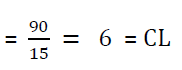 = 90/15 = 6 = CL